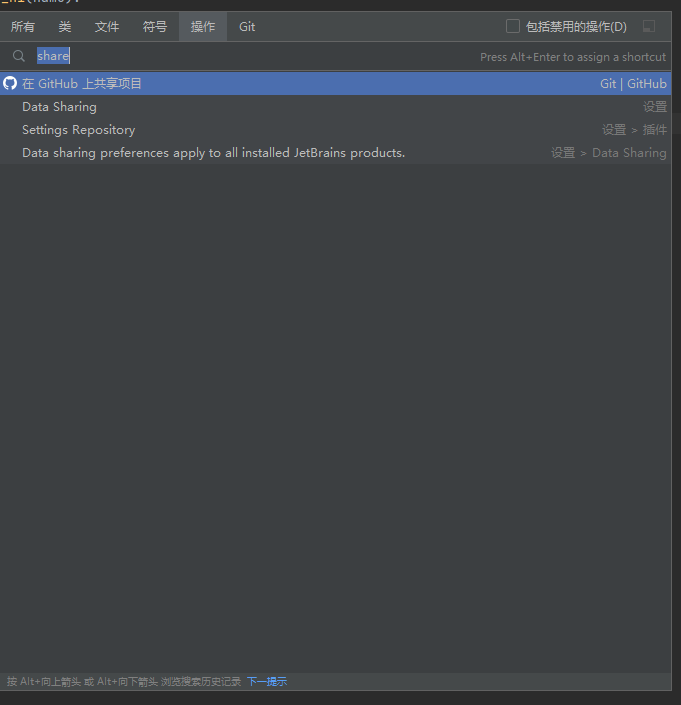 _hi(name):
所有 类 文件 符号 操作 Git 包括禁用的操作(D)
share Press Alt+Enter to assign a shortcut
在 GitHub 上共享项目 Git | GitHub
Data Sharing 设置
Settings Repository 设置 > 插件
Data sharing preferences apply to all installed JetBrains products. 设置 > Data Sharing
按 Alt+向上箭头 或 Alt+向下箭头 浏览搜索历史记录 下一提示